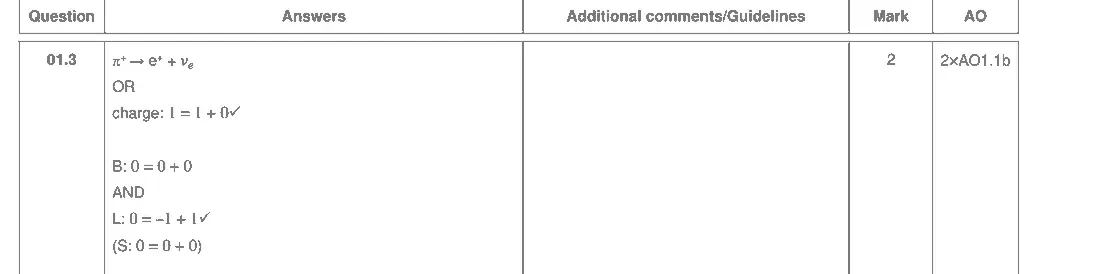 Question Answers Additional comments/Guidelines Mark AO
01.3 π⁺ → e⁺ + νₑ 2 2×AO1.1b
OR
charge: 1 = 1 + 0✓
B: 0 = 0 + 0
AND
L: 0 = –1 + 1✓
(S: 0 = 0 + 0)